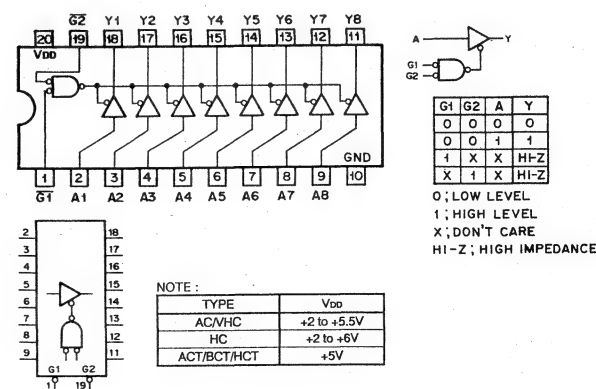 G2 Y1 Y2 Y3 Y4 Y5 Y6 Y7 Y8
20 19 18 17 16 15 14 13 12 11
VDD
GND
1 2 3 4 5 6 7 8 9 10
G1 A1 A2 A3 A4 A5 A6 A7 A8
A Y
G1
G2
G1 G2 A Y
0 0 0 0
0 0 1 1
1 X X HI-Z
X 1 X HI-Z
0 ; LOW LEVEL
1 ; HIGH LEVEL
X ; DON'T CARE
HI-Z ; HIGH IMPEDANCE
2 18
3 17
4 16
5 15
6 14
7 13
8 12
9 11
G1 G2
1 19
NOTE :
TYPE VDD
AC/VHC +2 to +5.5V
HC +2 to +6V
ACT/BCT/HCT +5V